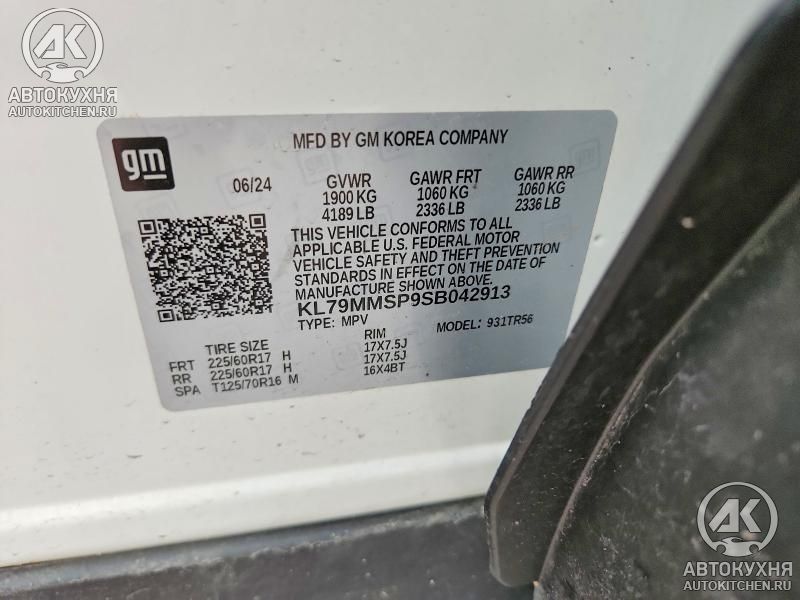 AK
АВТОКУХНЯ
AUTOKITCHEN.RU
gm
MFD BY GM KOREA COMPANY
06/24
GVWR
1900 KG
4189 LB
GAWR FRT
1060 KG
2336 LB
GAWR RR
1060 KG
2336 LB
THIS VEHICLE CONFORMS TO ALL
APPLICABLE U.S. FEDERAL MOTOR
VEHICLE SAFETY AND THEFT PREVENTION
STANDARDS IN EFFECT ON THE DATE OF
MANUFACTURE SHOWN ABOVE.
KL79MMSP9SB042913
TYPE: MPV
MODEL: 931TR56
TIRE SIZE RIM
FRT 225/60R17 H 17X7.5J
RR 225/60R17 H 17X7.5J
SPA T125/70R16 M 16X4BT
AK
АВТОКУХНЯ
AUTOKITCHEN.RU